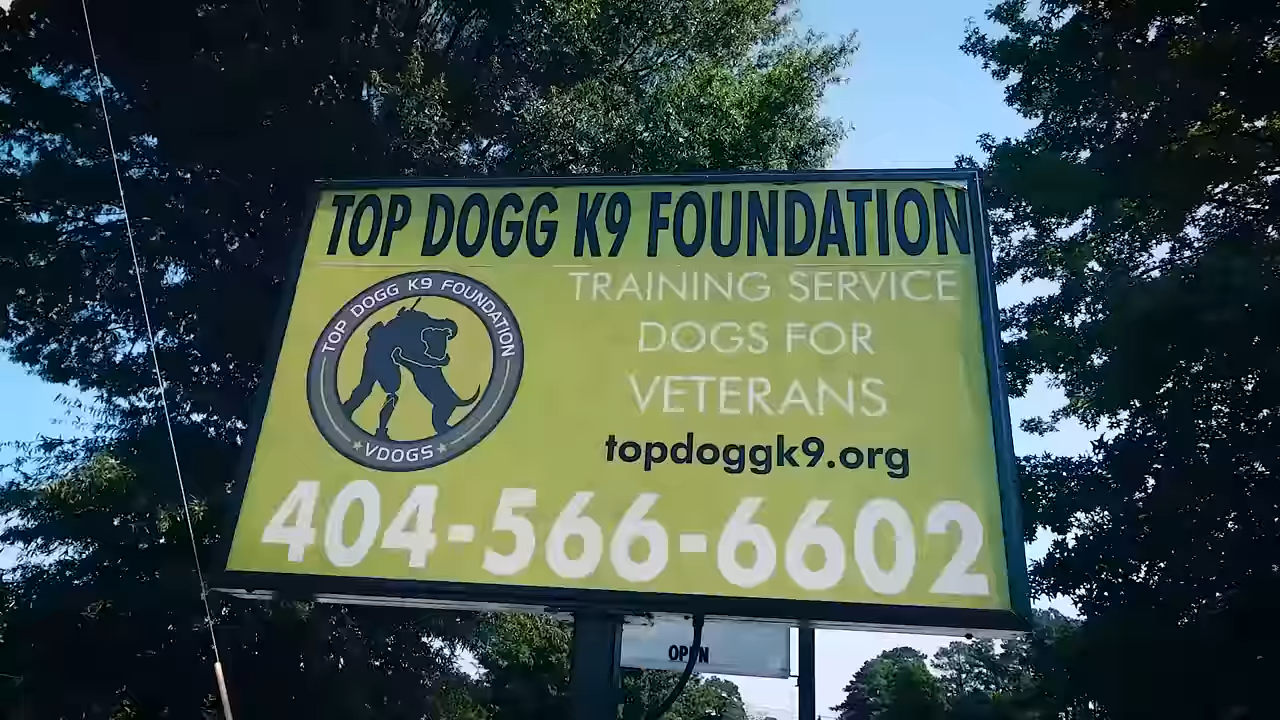 TOP DOGG K9 FOUNDATION
TRAINING SERVICE
DOGS FOR
VETERANS
topdoggk9.org
TOP DOGG K9 FOUNDATION
VDOGS
404-566-6602
OPEN